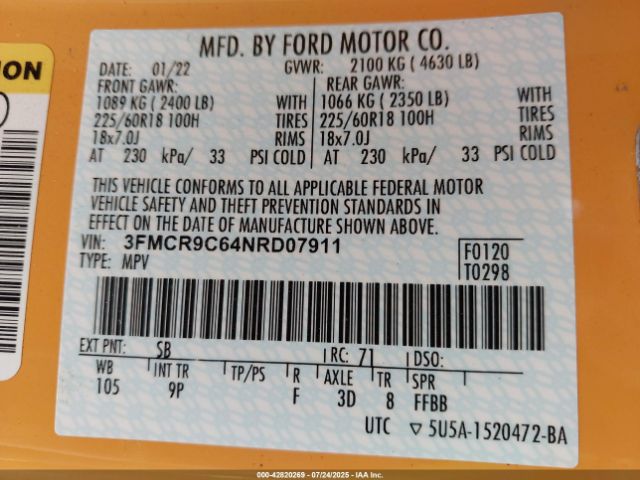 ION
MFD. BY FORD MOTOR CO.
DATE: 01/22 GVWR: 2100 KG ( 4630 LB)
FRONT GAWR: REAR GAWR:
1089 KG ( 2400 LB) WITH 1066 KG ( 2350 LB) WITH
225/60R18 100H TIRES 225/60R18 100H TIRES
18x7.0J RIMS 18x7.0J RIMS
AT 230 kPa/ 33 PSI COLD AT 230 kPa/ 33 PSI COLD
THIS VEHICLE CONFORMS TO ALL APPLICABLE FEDERAL MOTOR
VEHICLE SAFETY AND THEFT PREVENTION STANDARDS IN
EFFECT ON THE DATE OF MANUFACTURE SHOWN ABOVE.
VIN: 3FMCR9C64NRD07911 F0120
TYPE: MPV T0298
EXT PNT: SB RC: 71 DSO:
WB INT TR TP/PS R AXLE TR SPR
105 9P F 3D 8 FFBB
UTC ▽ 5U5A-1520472-BA
000-42820269 - 07/24/2025 - IAAI, Inc.